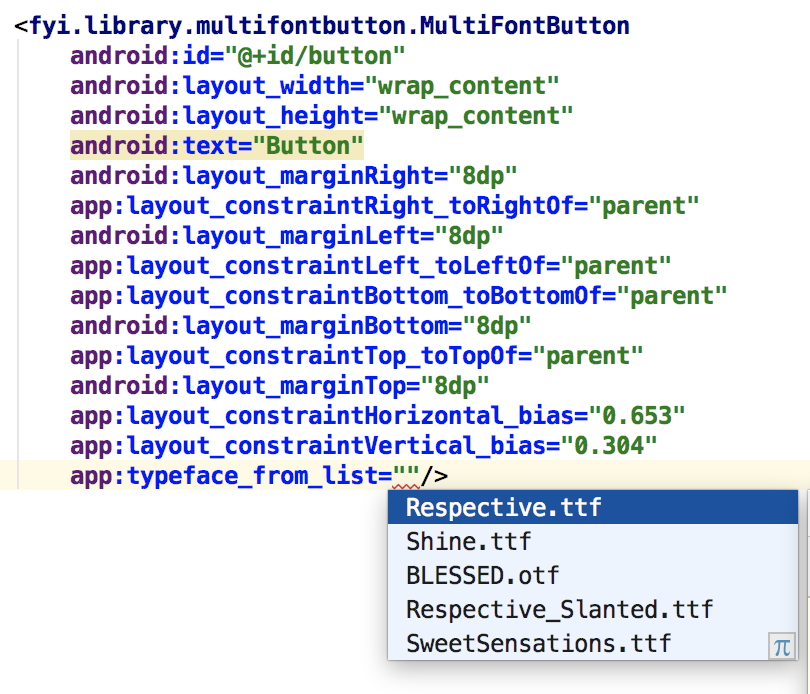 <fyi.library.multifontbutton.MultiFontButton
android:id="@+id/button"
android:layout_width="wrap_content"
android:layout_height="wrap_content"
android:text="Button"
android:layout_marginRight="8dp"
app:layout_constraintRight_toRightOf="parent"
android:layout_marginLeft="8dp"
app:layout_constraintLeft_toLeftOf="parent"
app:layout_constraintBottom_toBottomOf="parent"
android:layout_marginBottom="8dp"
app:layout_constraintTop_toTopOf="parent"
android:layout_marginTop="8dp"
app:layout_constraintHorizontal_bias="0.653"
app:layout_constraintVertical_bias="0.304"
app:typeface_from_list=""/>
Respective.ttf
Shine.ttf
BLESSED.otf
Respective_Slanted.ttf
SweetSensations.ttf
π